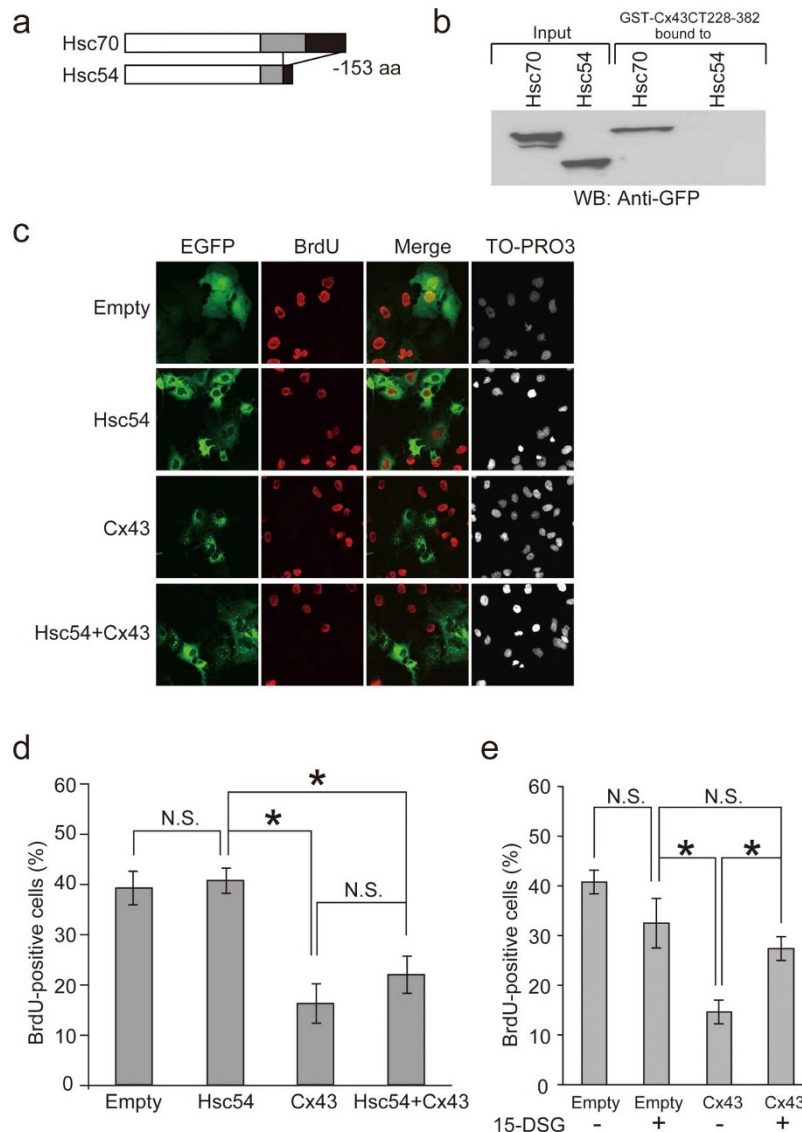 a
Hsc70
Hsc54
-153 aa
b
GST-Cx43CT228-382
bound to
Input
Hsc70
Hsc54
Hsc70
Hsc54
WB: Anti-GFP
c
EGFP BrdU Merge TO-PRO3
Empty
Hsc54
Cx43
Hsc54+Cx43
d
BrdU-positive cells (%)
60
50
40
30
20
10
0
N.S.
*
*
N.S.
Empty Hsc54 Cx43 Hsc54+Cx43
e
BrdU-positive cells (%)
60
50
40
30
20
10
0
N.S.
N.S.
*
*
Empty Empty Cx43 Cx43
15-DSG - + - +